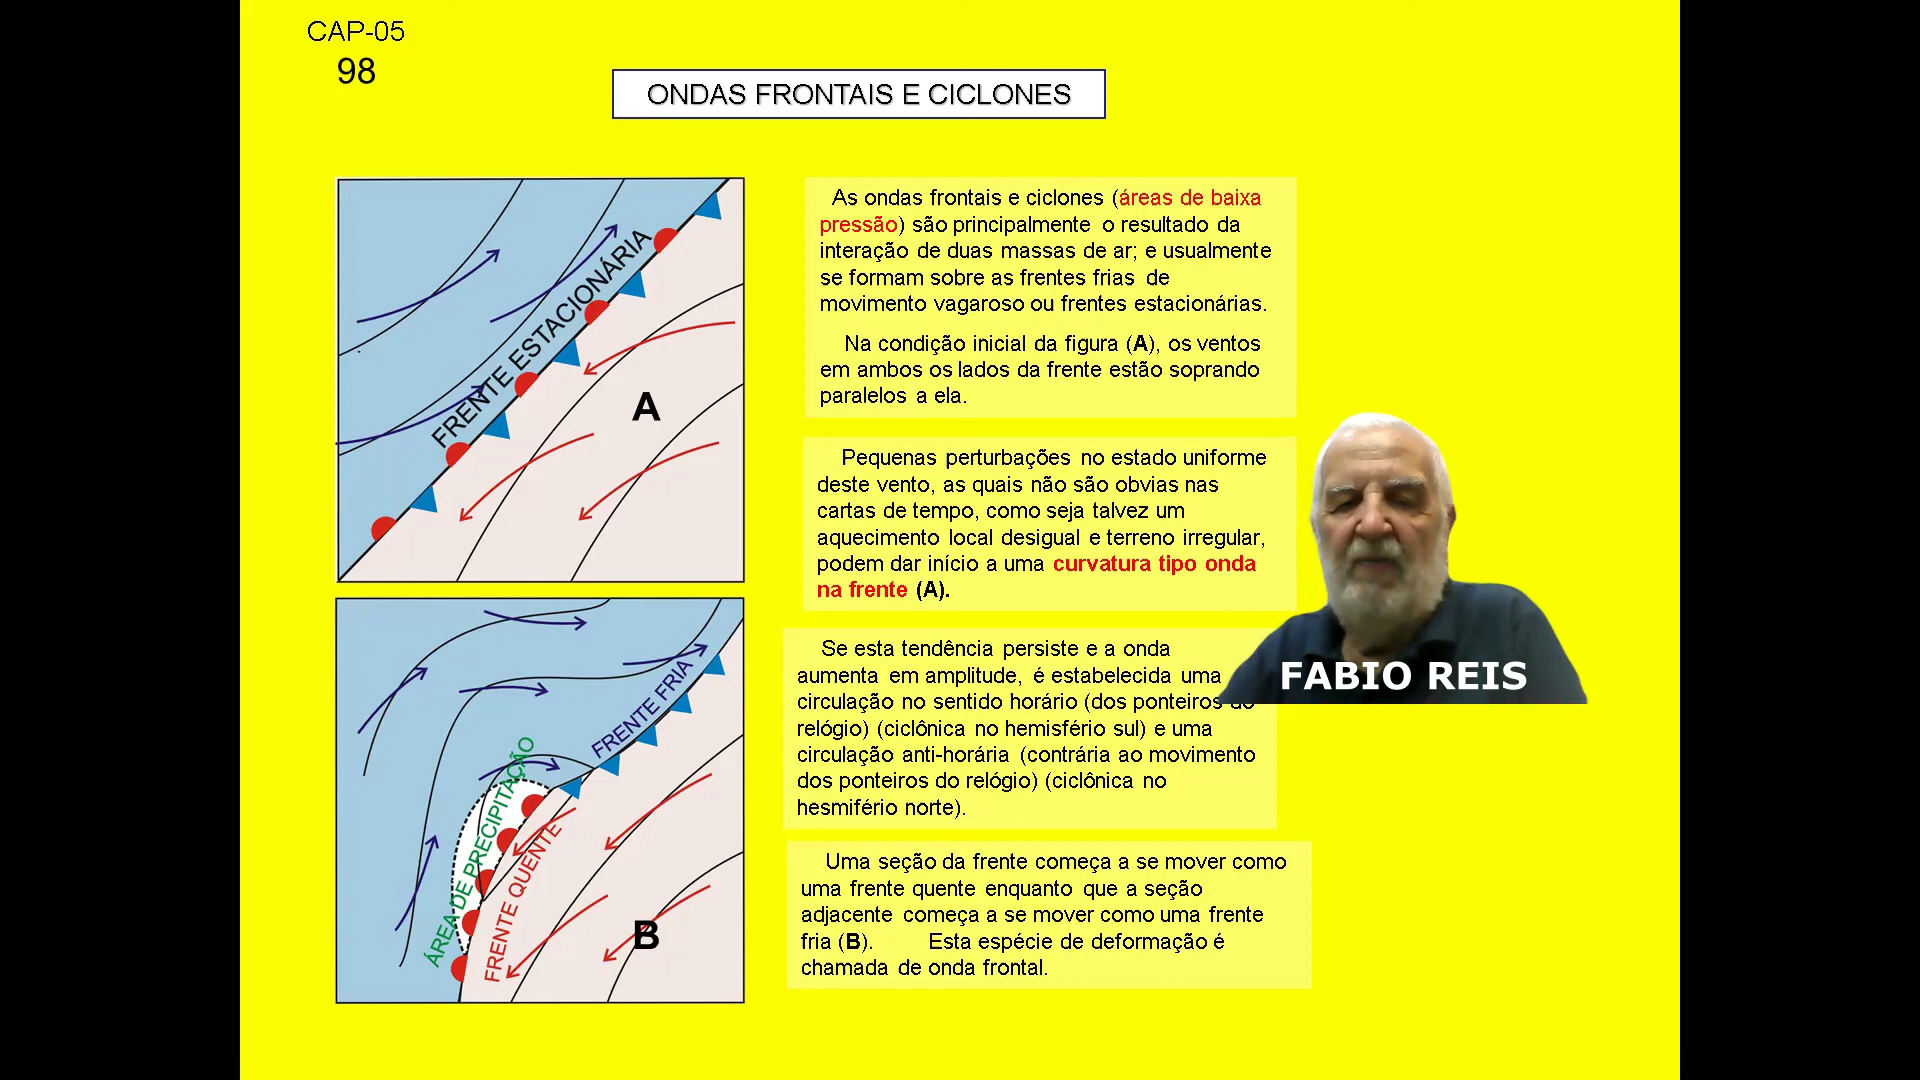 CAP-05
98
ONDAS FRONTAIS E CICLONES
FRENTE ESTACIONÁRIA
A
As ondas frontais e ciclones (áreas de baixa
pressão) são principalmente o resultado da
interação de duas massas de ar; e usualmente
se formam sobre as frentes frias de
movimento vagaroso ou frentes estacionárias.
Na condição inicial da figura (A), os ventos
em ambos os lados da frente estão soprando
paralelos a ela.
Pequenas perturbações no estado uniforme
deste vento, as quais não são obvias nas
cartas de tempo, como seja talvez um
aquecimento local desigual e terreno irregular,
podem dar início a uma curvatura tipo onda
na frente (A).
FRENTE FRIA
ÁREA DE PRECIPITAÇÃO
FRENTE QUENTE
B
Se esta tendência persiste e a onda
aumenta em amplitude, é estabelecida uma
circulação no sentido horário (dos ponteiros do
relógio) (ciclônica no hemisfério sul) e uma
circulação anti-horária (contrária ao movimento
dos ponteiros do relógio) (ciclônica no
hesmifério norte).
Uma seção da frente começa a se mover como
uma frente quente enquanto que a seção
adjacente começa a se mover como uma frente
fria (B). Esta espécie de deformação é
chamada de onda frontal.
FABIO REIS